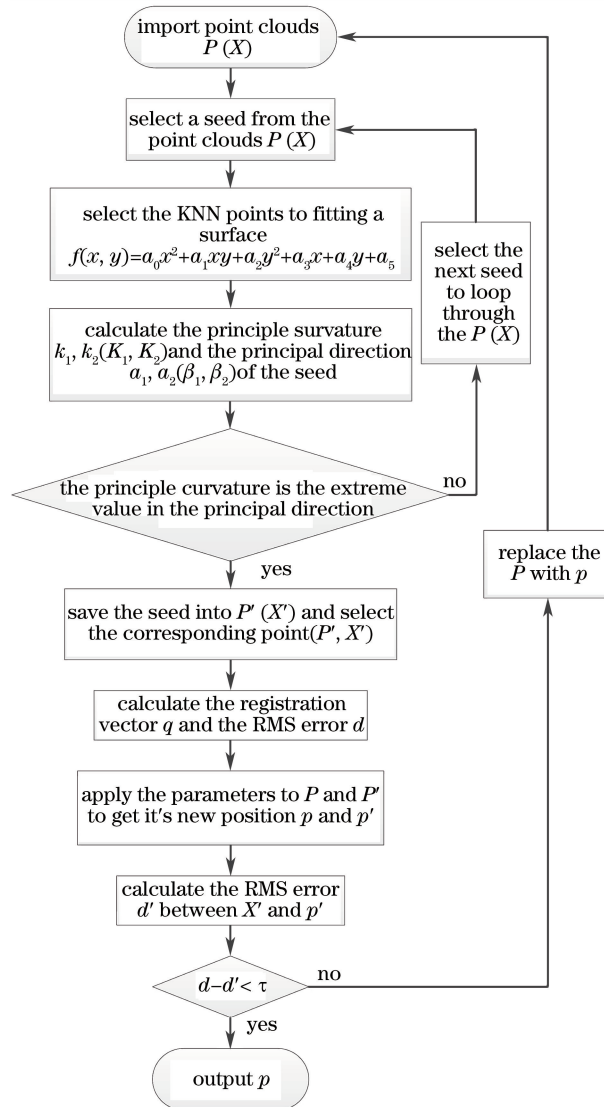 import point clouds
P (X)
select a seed from the
point clouds P (X)
select the KNN points to fitting a
surface
f(x, y)=a₀x²+a₁xy+a₂y²+a₃x+a₄y+a₅
calculate the principle survature
k₁, k₂(K₁, K₂)and the principal direction
a₁, a₂(β₁, β₂)of the seed
select the
next seed
to loop
through
the P (X)
the principle curvature is the extreme
value in the principal direction
no
yes
save the seed into P′ (X′) and select
the corresponding point(P′, X′)
replace the
P with p
calculate the registration
vector q and the RMS error d
apply the parameters to P and P′
to get it's new position p and p′
calculate the RMS error
d′ between X′ and p′
d−d′< τ
no
yes
output p